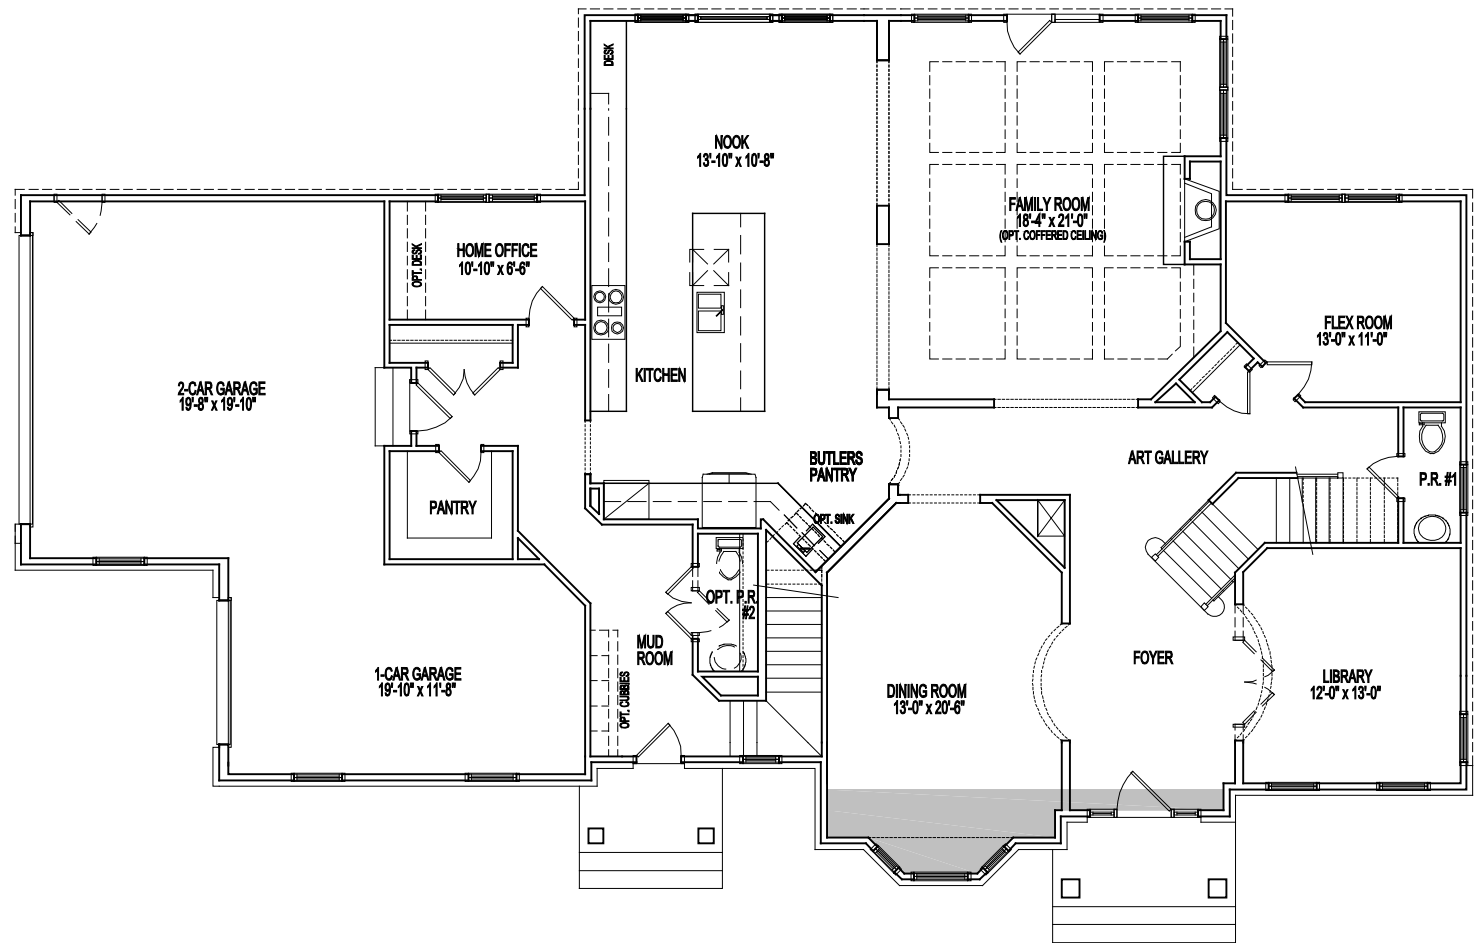 DESK
NOOK
13'-10" x 10'-8"
FAMILY ROOM
18'-4" x 21'-0"
(OPT. COFFERED CEILING)
OPT. DESK
HOME OFFICE
10'-10" x 6'-6"
FLEX ROOM
13'-0" x 11'-0"
KITCHEN
2-CAR GARAGE
19'-8" x 19'-10"
BUTLERS
PANTRY
ART GALLERY
P.R. #1
PANTRY
OPT. SINK
OPT. P.R.
#2
MUD
ROOM
FOYER
1-CAR GARAGE
19'-10" x 11'-8"
OPT. CUBBIES
DINING ROOM
13'-0" x 20'-6"
LIBRARY
12'-0" x 13'-0"